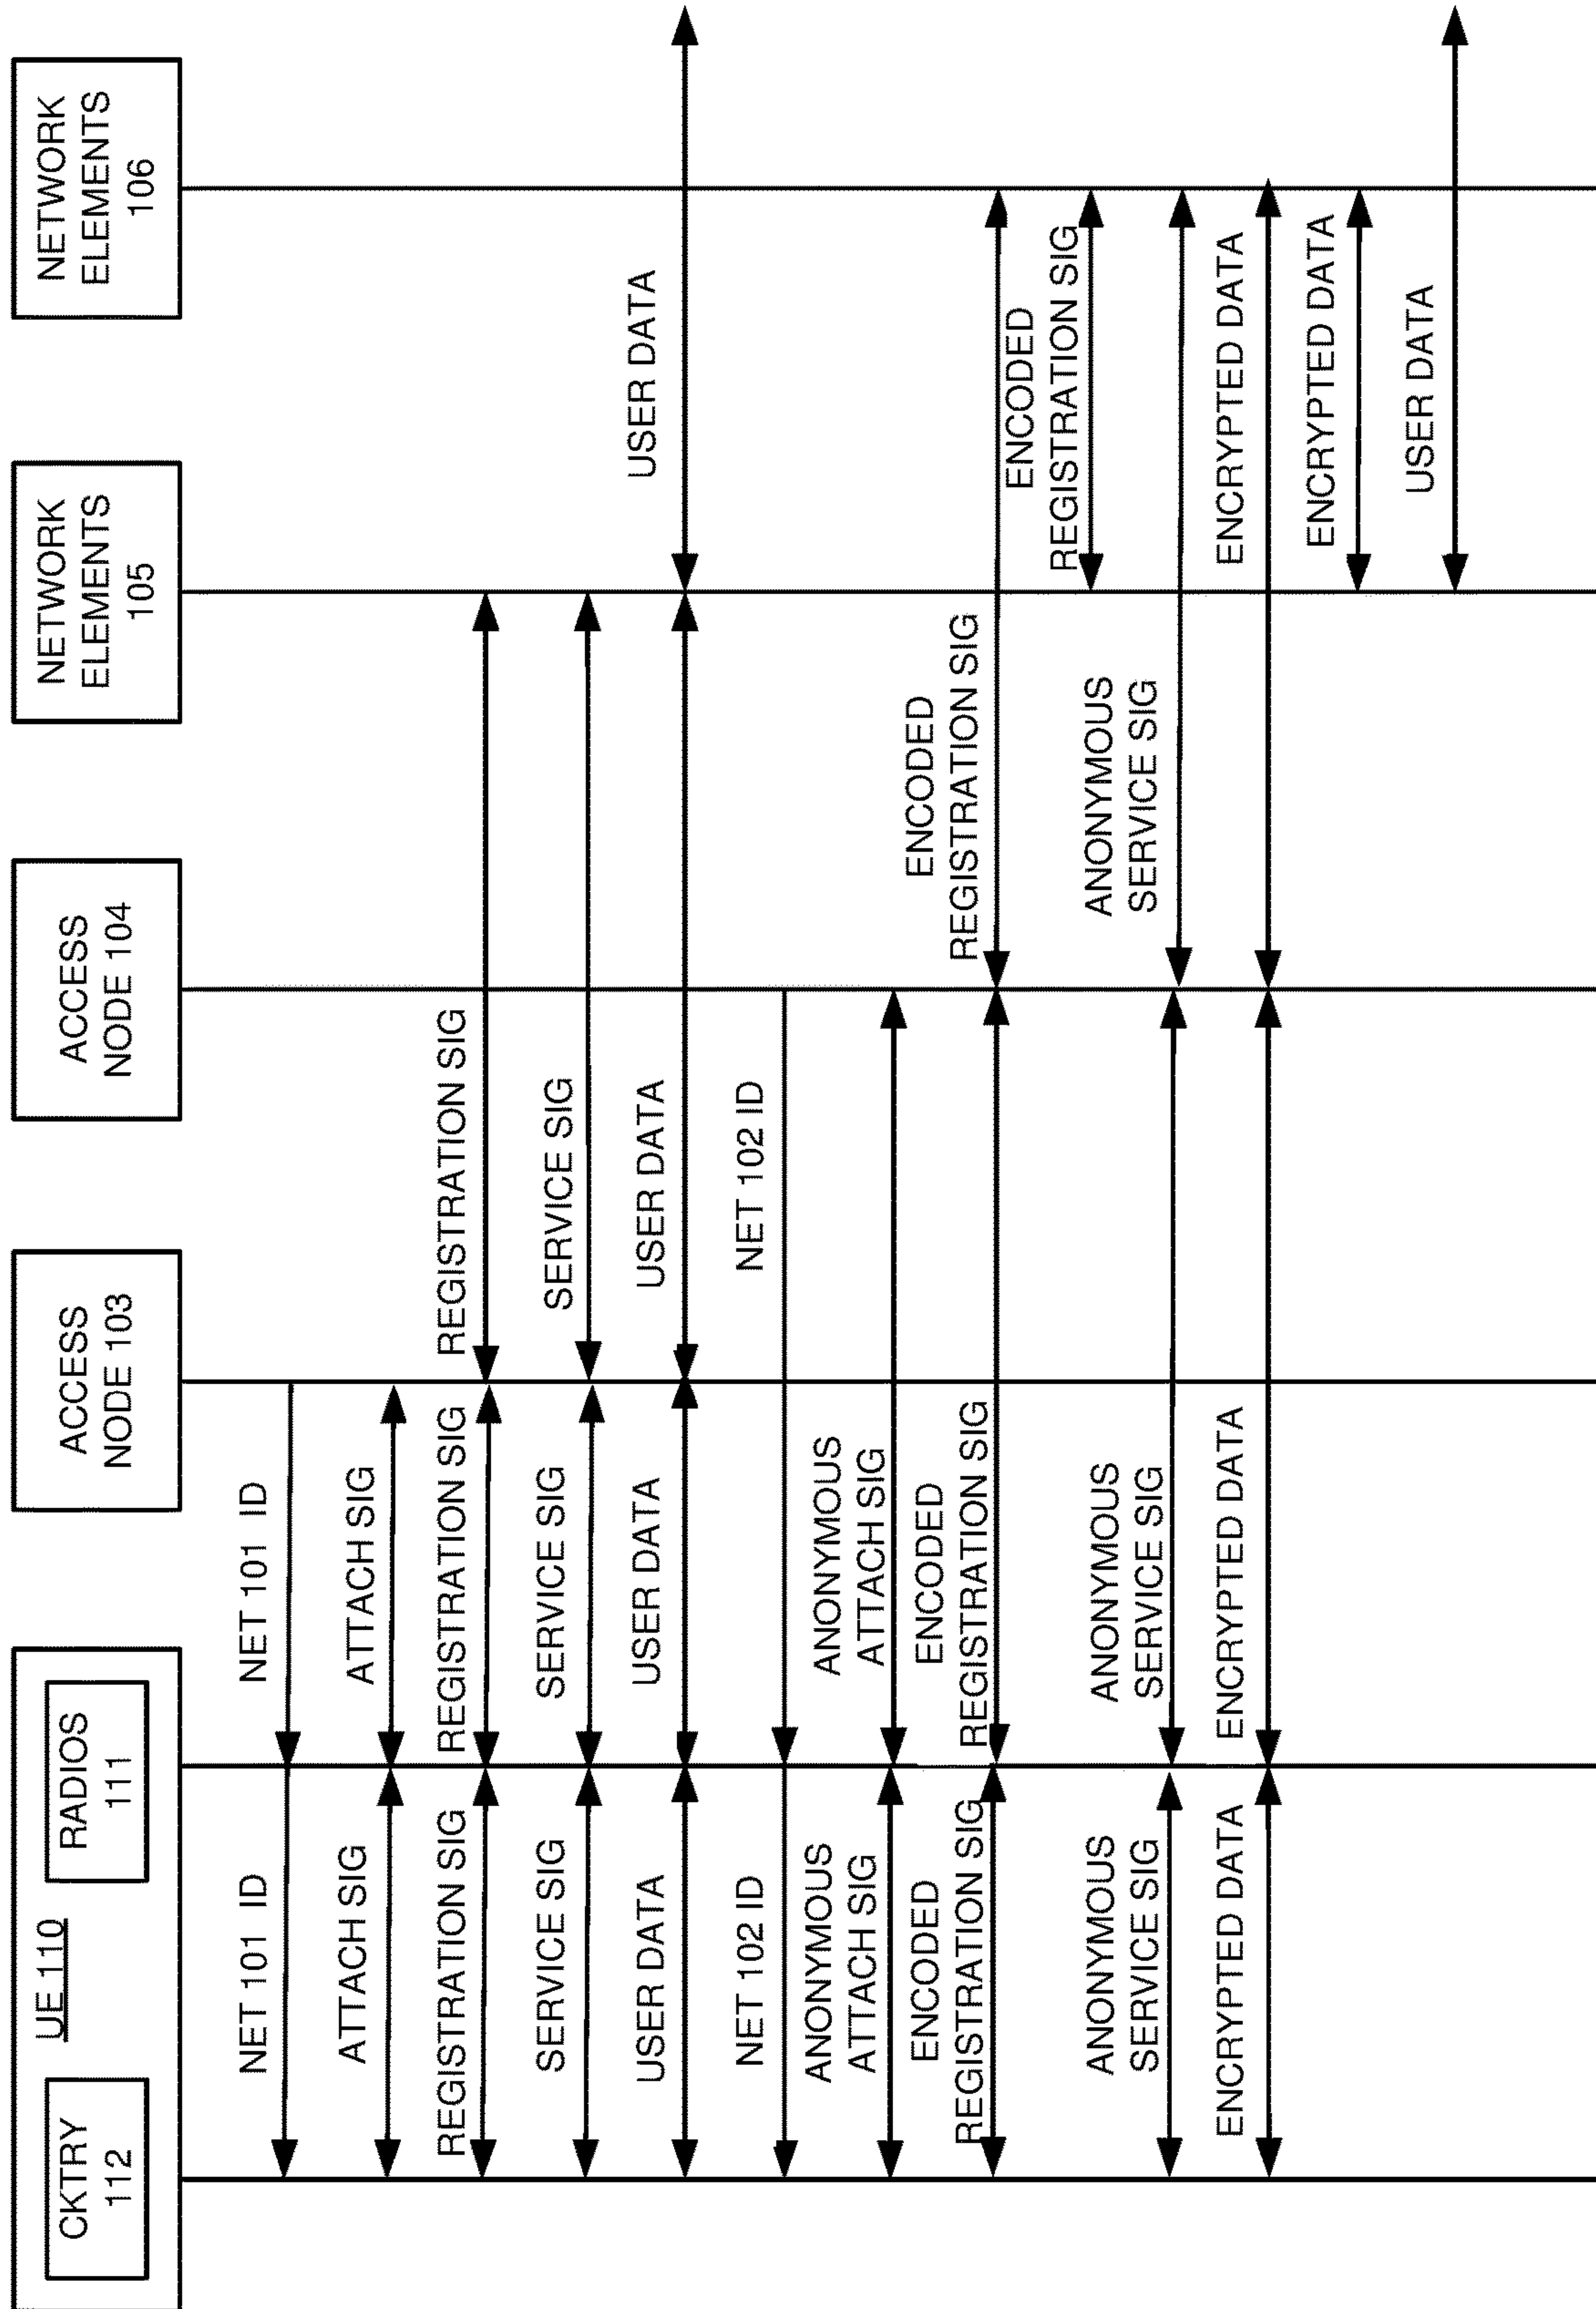 UE 110
CKTRY
112
RADIOS
111
ACCESS
NODE 103
ACCESS
NODE 104
NETWORK
ELEMENTS
105
NETWORK
ELEMENTS
106
NET 101 ID
NET 101 ID
ATTACH SIG
ATTACH SIG
REGISTRATION SIG
REGISTRATION SIG
REGISTRATION SIG
SERVICE SIG
SERVICE SIG
SERVICE SIG
USER DATA
USER DATA
USER DATA
USER DATA
NET 102 ID
NET 102 ID
ANONYMOUS
ATTACH SIG
ANONYMOUS
ATTACH SIG
ENCODED
REGISTRATION SIG
ENCODED
REGISTRATION SIG
ENCODED
REGISTRATION SIG
ENCODED
REGISTRATION SIG
ANONYMOUS
SERVICE SIG
ANONYMOUS
SERVICE SIG
ANONYMOUS
SERVICE SIG
ENCRYPTED DATA
ENCRYPTED DATA
ENCRYPTED DATA
ENCRYPTED DATA
USER DATA